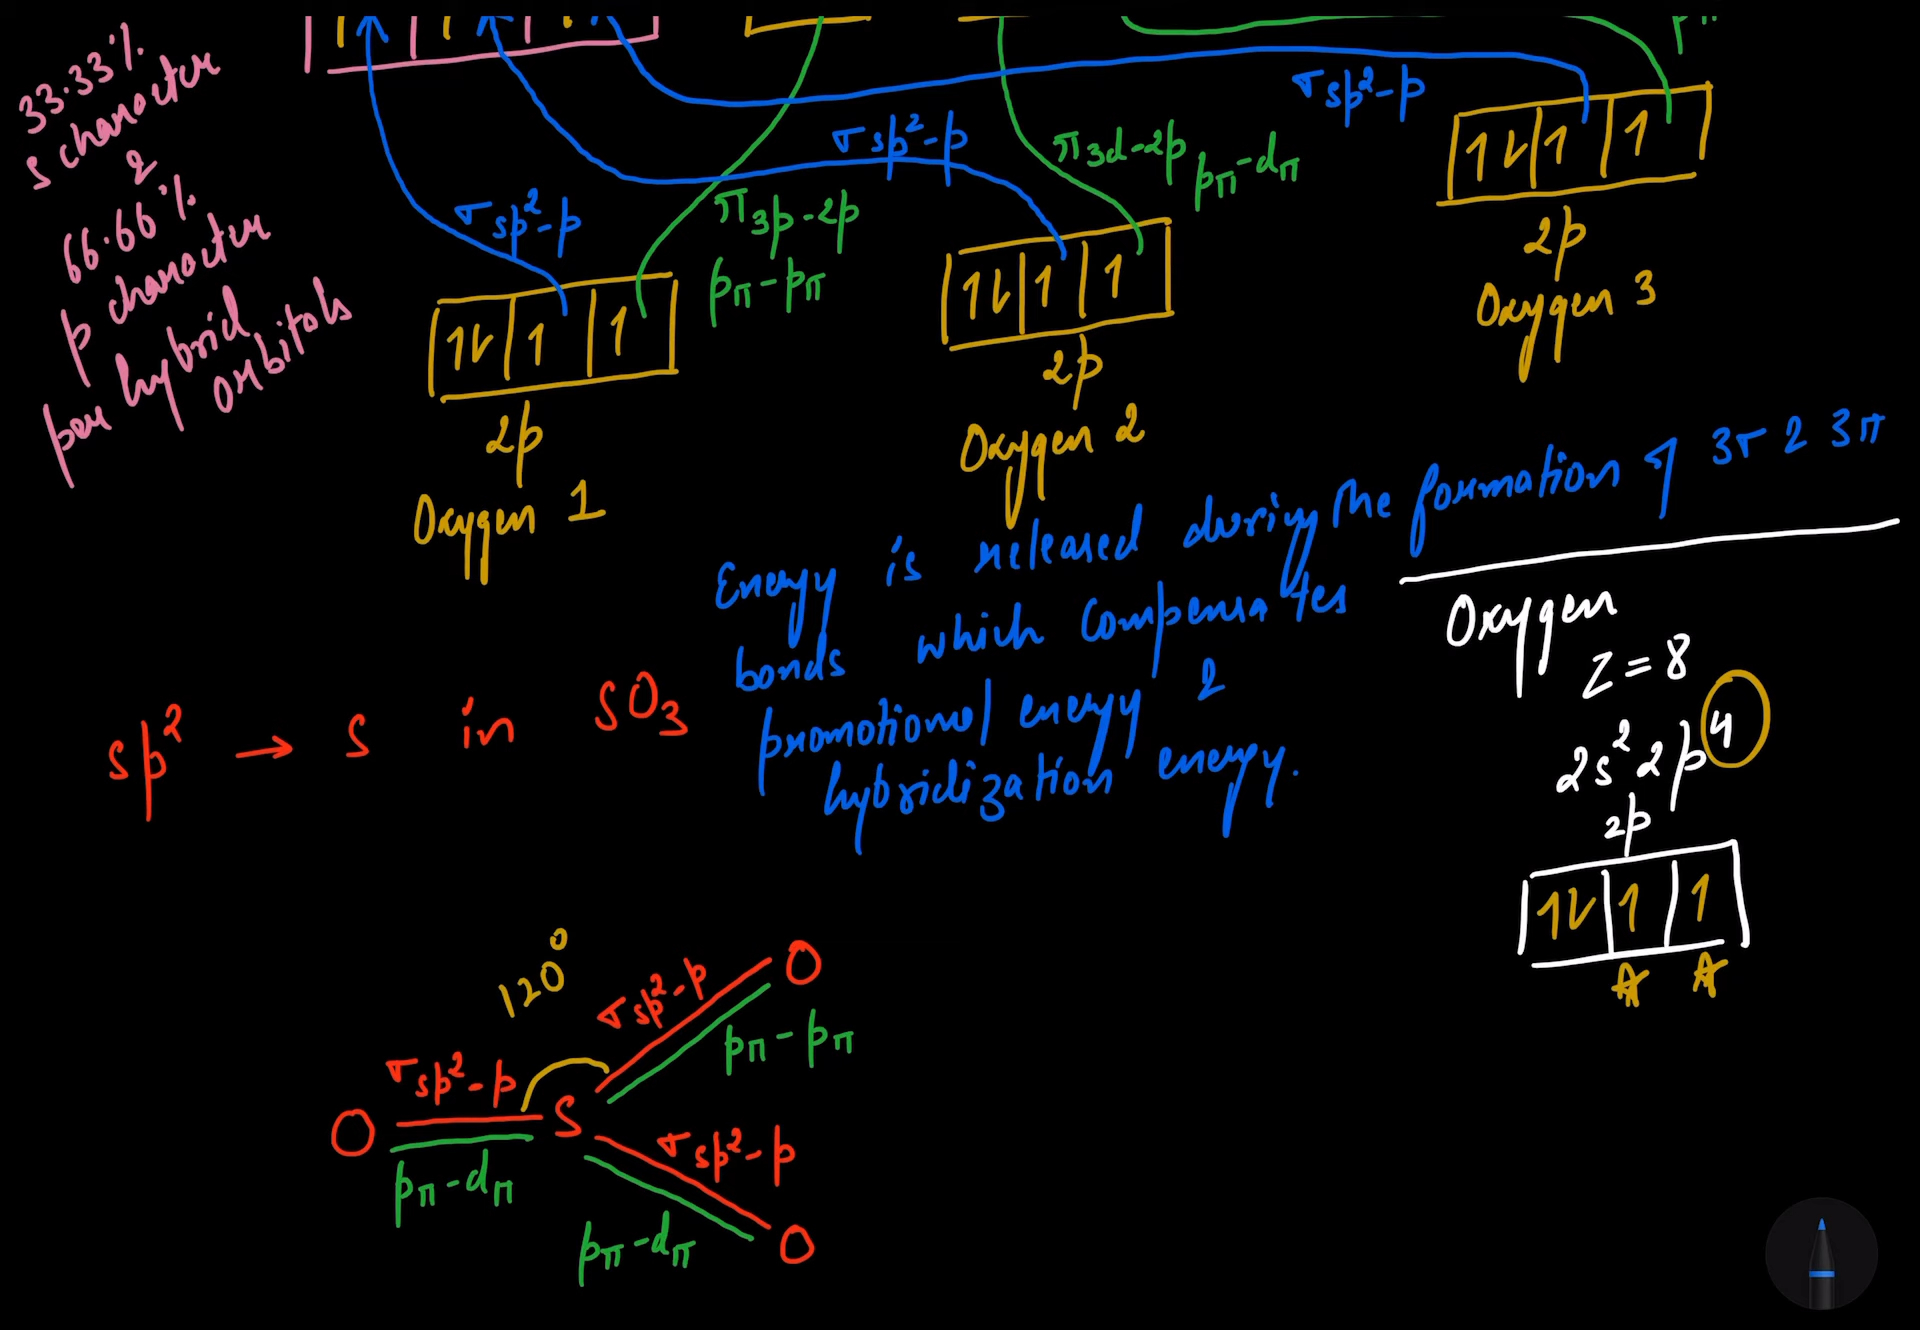 33.33%
s character
&
66.66%
p character
per hybrid
orbitals
σsp²-p
π3p-2p
pπ-pπ
1⇂ 1 1
2p
Oxygen 1
σsp²-p
π3d-2p
pπ-dπ
1⇂ 1 1
2p
Oxygen 2
σsp²-p
pπ
1⇂ 1 1
2p
Oxygen 3
Energy is released during the formation of 3σ & 3π
bonds which compensates
promotional energy &
hybridization energy.
sp² → S in SO₃
Oxygen
Z=8
2s²2p⁴
2p
1⇂ 1 1
120°
σsp²-p
O
pπ-pπ
σsp²-p
O
S
pπ-dπ
σsp²-p
pπ-dπ
O